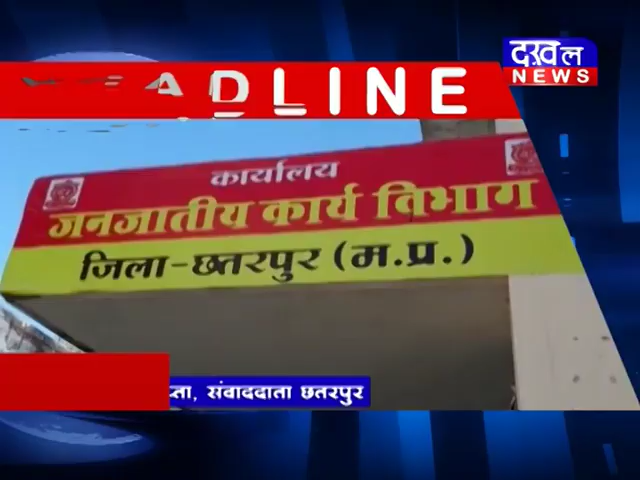 दख़ल
NEWS
ADLINE
कार्यालय
जनजातीय कार्य विभाग
जिला-छतरपुर (म.प्र.)
संवाददाता छतरपुर